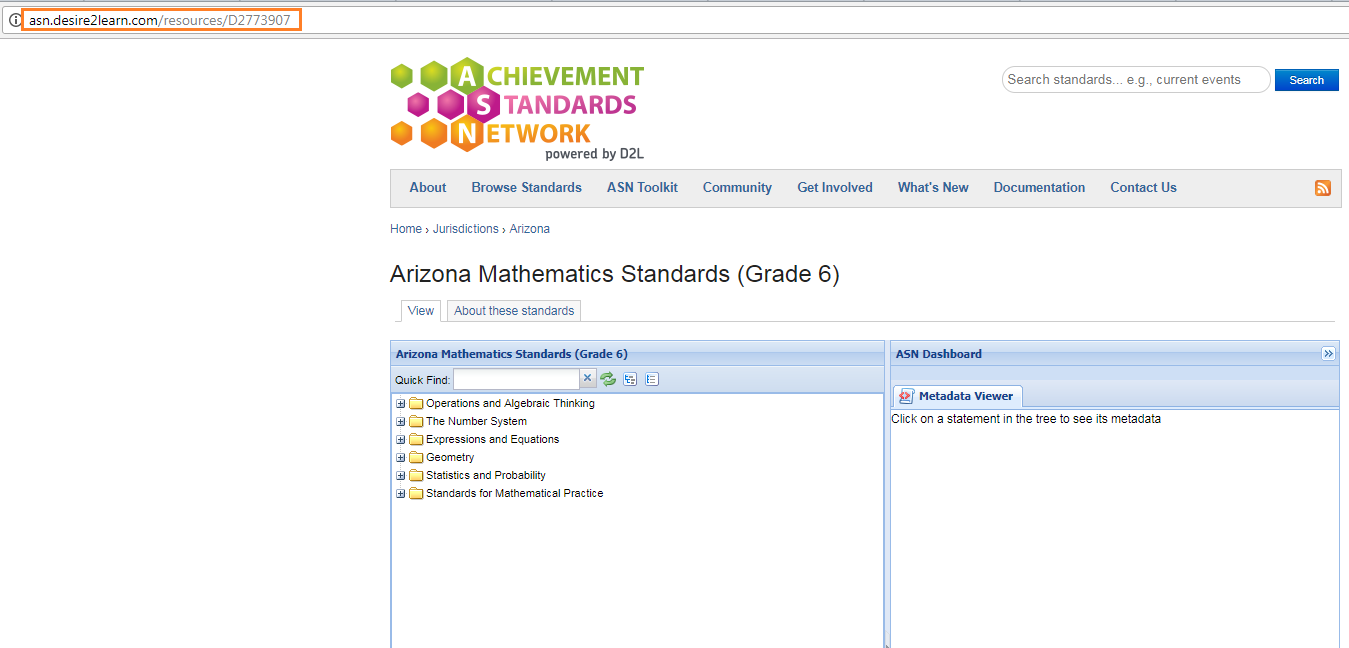 asn.desire2learn.com/resources/D2773907
ACHIEVEMENT
STANDARDS
NETWORK
powered by D2L
Search standards... e.g., current events
Search
About Browse Standards ASN Toolkit Community Get Involved What's New Documentation Contact Us
Home › Jurisdictions › Arizona
Arizona Mathematics Standards (Grade 6)
View About these standards
Arizona Mathematics Standards (Grade 6)
Quick Find:
Operations and Algebraic Thinking
The Number System
Expressions and Equations
Geometry
Statistics and Probability
Standards for Mathematical Practice
ASN Dashboard
Metadata Viewer
Click on a statement in the tree to see its metadata